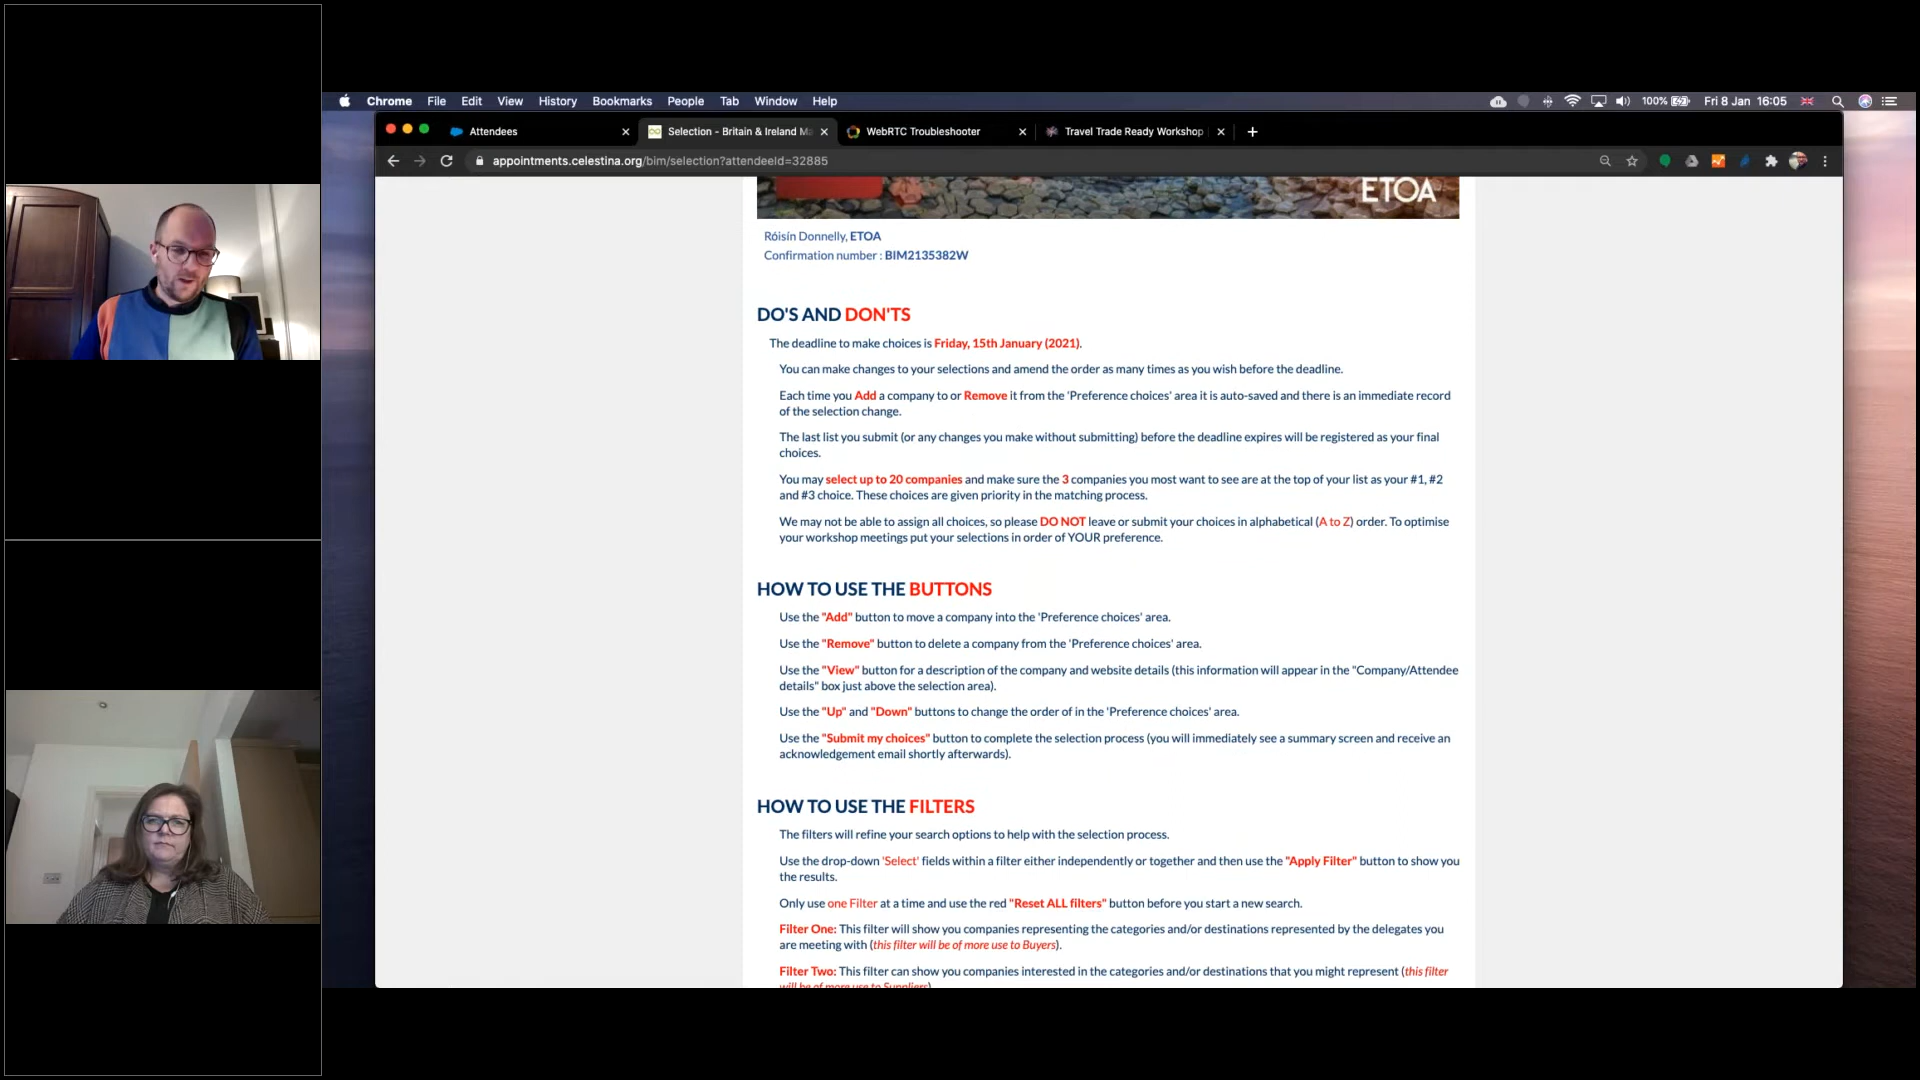 Chrome File Edit View History Bookmarks People Tab Window Help 100% Fri 8 Jan 16:05
Attendees Selection - Britain & Ireland Ma WebRTC Troubleshooter Travel Trade Ready Workshop
appointments.celestina.org/bim/selection?attendeeId=32885
ETOA
Róisín Donnelly, ETOA
Confirmation number : BIM2135382W
DO'S AND DON'TS
The deadline to make choices is Friday, 15th January (2021).
You can make changes to your selections and amend the order as many times as you wish before the deadline.
Each time you Add a company to or Remove it from the 'Preference choices' area it is auto-saved and there is an immediate record
of the selection change.
The last list you submit (or any changes you make without submitting) before the deadline expires will be registered as your final
choices.
You may select up to 20 companies and make sure the 3 companies you most want to see are at the top of your list as your #1, #2
and #3 choice. These choices are given priority in the matching process.
We may not be able to assign all choices, so please DO NOT leave or submit your choices in alphabetical (A to Z) order. To optimise
your workshop meetings put your selections in order of YOUR preference.
HOW TO USE THE BUTTONS
Use the "Add" button to move a company into the 'Preference choices' area.
Use the "Remove" button to delete a company from the 'Preference choices' area.
Use the "View" button for a description of the company and website details (this information will appear in the "Company/Attendee
details" box just above the selection area).
Use the "Up" and "Down" buttons to change the order of in the 'Preference choices' area.
Use the "Submit my choices" button to complete the selection process (you will immediately see a summary screen and receive an
acknowledgement email shortly afterwards).
HOW TO USE THE FILTERS
The filters will refine your search options to help with the selection process.
Use the drop-down 'Select' fields within a filter either independently or together and then use the "Apply Filter" button to show you
the results.
Only use one Filter at a time and use the red "Reset ALL filters" button before you start a new search.
Filter One: This filter will show you companies representing the categories and/or destinations represented by the delegates you
are meeting with (this filter will be of more use to Buyers).
Filter Two: This filter can show you companies interested in the categories and/or destinations that you might represent (this filter
will be of more use to Suppliers)